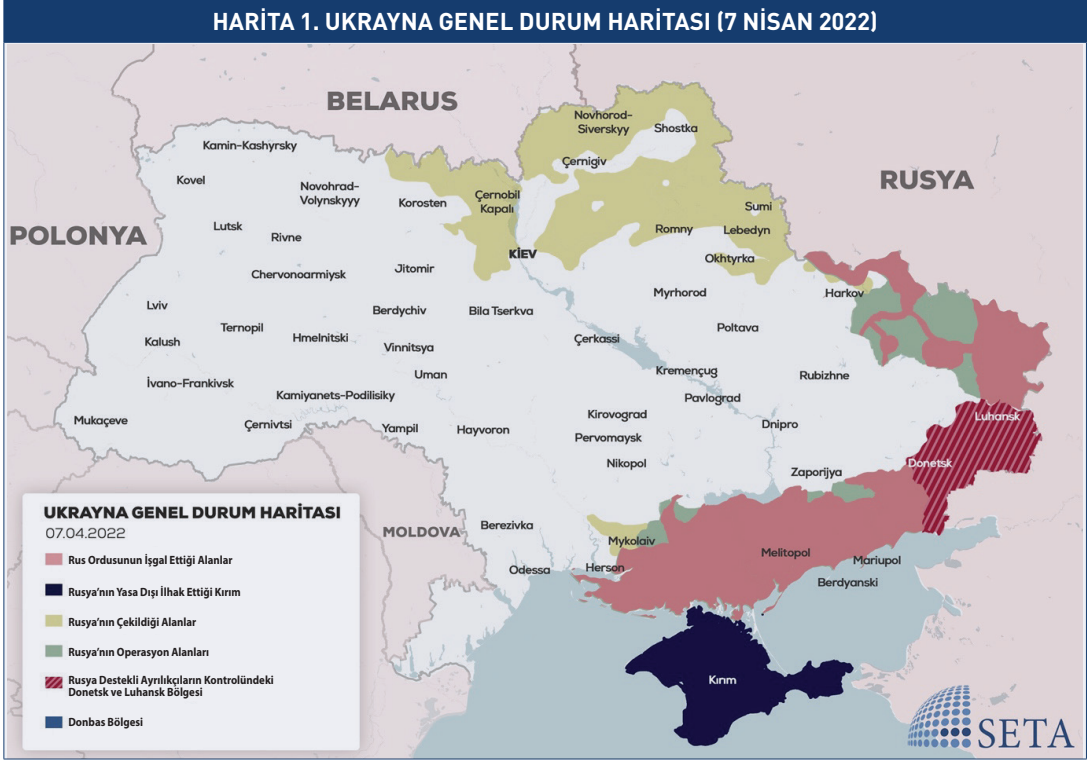 HARİTA 1. UKRAYNA GENEL DURUM HARİTASI (7 NİSAN 2022)
BELARUS
RUSYA
POLONYA
MOLDOVA
Novhorod-
Siverskyy
Shostka
Kamin-Kashyrsky
Çernigiv
Kovel
Novohrad-
Volynskyyy
Korosten
Çernobil
Kapalı
Sumi
Lutsk
Rivne
Romny
Lebedyn
KİEV
Okhtyrka
Chervonoarmiysk
Jitomir
Myrhorod
Harkov
Lviv
Berdychiv
Bila Tserkva
Ternopil
Hmelnitski
Poltava
Kalush
Vinnitsya
Çerkassi
Uman
Kremençug
Rubizhne
İvano-Frankivsk
Kamiyanets-Podilisiky
Pavlograd
Mukaçeve
Çernivtsi
Yampil
Hayvoron
Kirovograd
Dnipro
Luhansk
Pervomaysk
Nikopol
Zaporijya
Donetsk
Berezivka
Mykolaiv
Melitopol
Mariupol
Odessa
Herson
Berdyanski
Kırım
UKRAYNA GENEL DURUM HARİTASI
07.04.2022
Rus Ordusunun İşgal Ettiği Alanlar
Rusya’nın Yasa Dışı İlhak Ettiği Kırım
Rusya’nın Çekildiği Alanlar
Rusya’nın Operasyon Alanları
Rusya Destekli Ayrılıkçıların Kontrolündeki
Donetsk ve Luhansk Bölgesi
Donbas Bölgesi
SETA